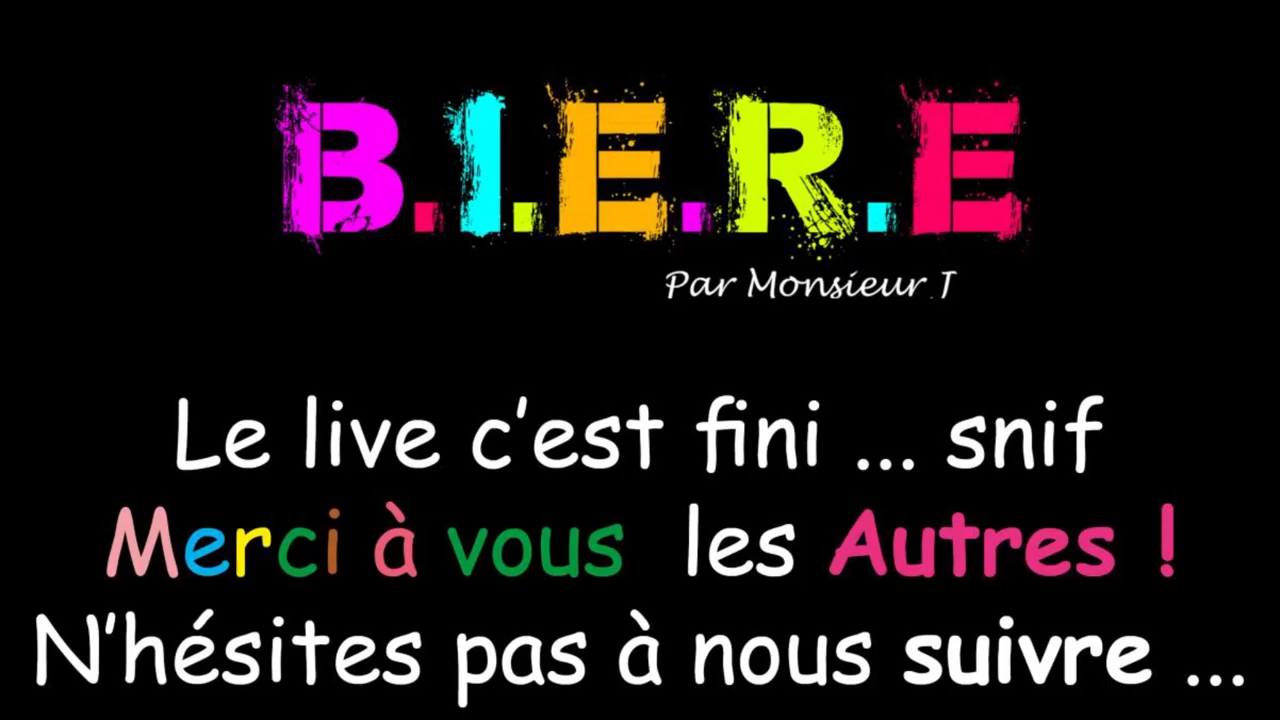 B.I.E.R.E
Par Monsieur J
Le live c'est fini ... snif
Merci à vous les Autres !
N'hésites pas à nous suivre ...